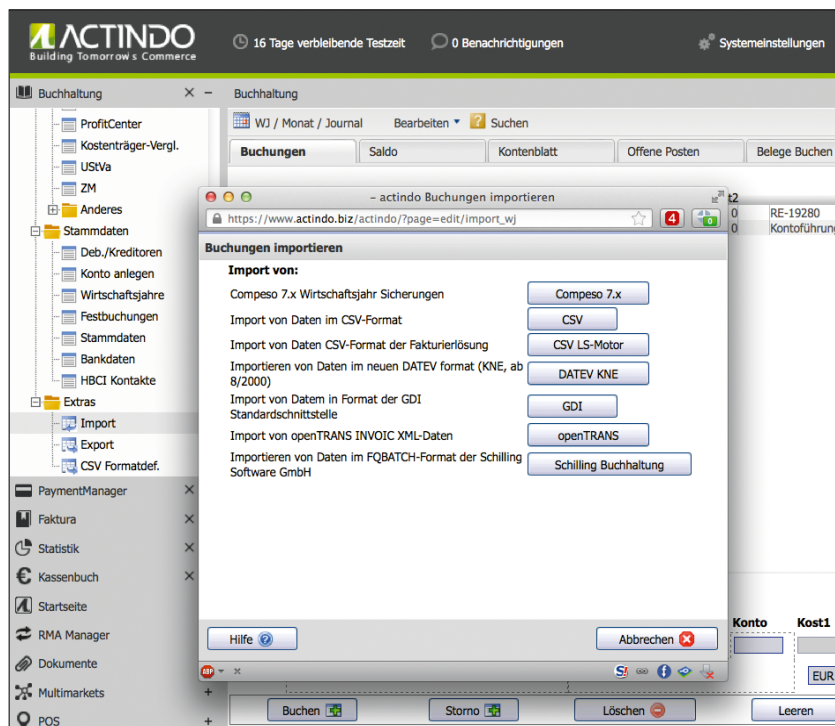 ACTINDO
Building Tomorrow's Commerce
16 Tage verbleibende Testzeit
0 Benachrichtigungen
Systemeinstellungen
Buchhaltung
ProfitCenter
Kostenträger-Vergl.
UStVa
ZM
Anderes
Stammdaten
Deb./Kreditoren
Konto anlegen
Wirtschaftsjahre
Festbuchungen
Stammdaten
Bankdaten
HBCI Kontakte
Extras
Import
Export
CSV Formatdef.
PaymentManager
Faktura
Statistik
Kassenbuch
Startseite
RMA Manager
Dokumente
Multimarkets
POS
Buchhaltung
WJ / Monat / Journal
Bearbeiten
Suchen
Buchungen
Saldo
Kontenblatt
Offene Posten
Belege Buchen
t2
0 RE-19280
0 Kontoführung
– actindo Buchungen importieren
https://www.actindo.biz/actindo/?page=edit/import_wj
4
0
Buchungen importieren
Import von:
Compeso 7.x Wirtschaftsjahr Sicherungen
Compeso 7.x
Import von Daten im CSV-Format
CSV
Import von Daten CSV-Format der Fakturierlösung
CSV LS-Motor
Importieren von Daten im neuen DATEV format (KNE, ab
8/2000)
DATEV KNE
Import von Datem in Format der GDI
Standardschnittstelle
GDI
Import von openTRANS INVOIC XML-Daten
openTRANS
Importieren von Daten im FQBATCH-Format der Schilling
Software GmbH
Schilling Buchhaltung
Hilfe
Abbrechen
ABP
S!
Konto
Kost1
EUR
Buchen
Storno
Löschen
Leeren